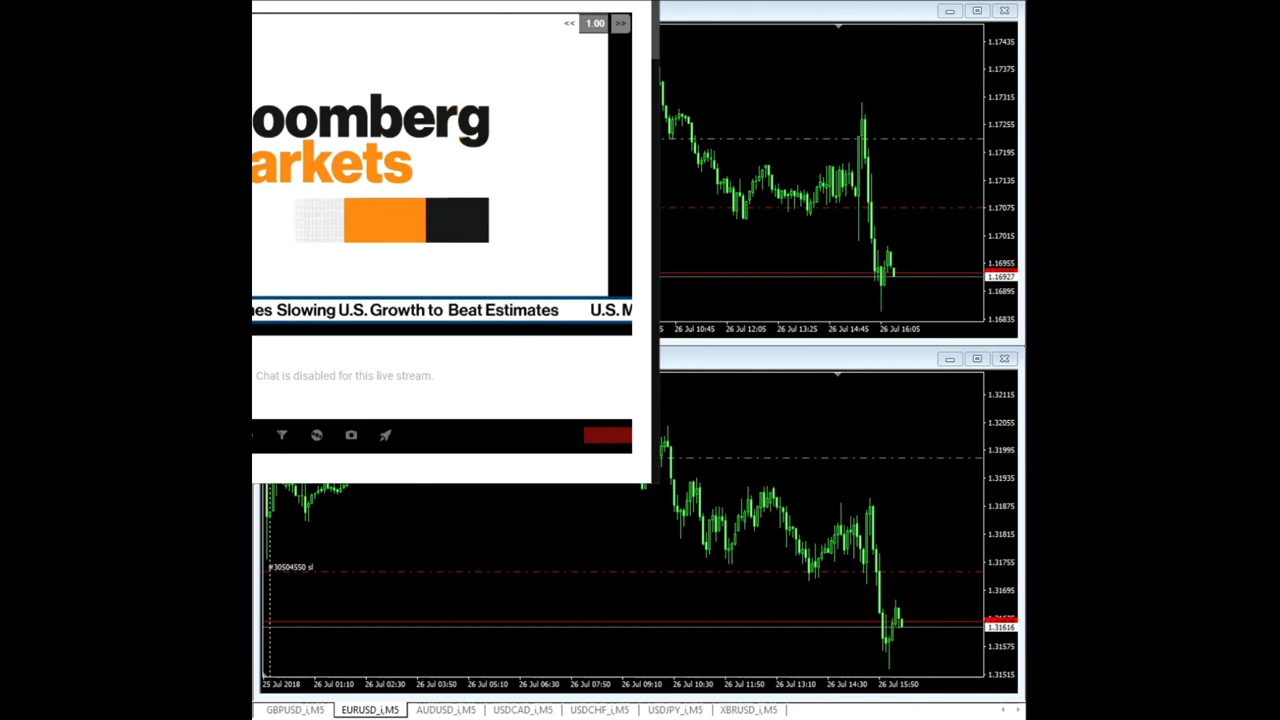 << 1.00 >>
oomberg
arkets
nes Slowing U.S. Growth to Beat Estimates U.S. M
Chat is disabled for this live stream.
1.17435
1.17375
1.17315
1.17255
1.17195
1.17135
1.17075
1.17015
1.16955
1.16927
1.16895
1.16835
5 26 Jul 10:45 26 Jul 12:05 26 Jul 13:25 26 Jul 14:45 26 Jul 16:05
1.32115
1.32055
1.31995
1.31935
1.31875
1.31815
1.31755
1.31695
1.31616
1.31575
1.31515
#30504550 sl
25 Jul 2018 26 Jul 01:10 26 Jul 02:30 26 Jul 03:50 26 Jul 05:10 26 Jul 06:30 26 Jul 07:50 26 Jul 09:10 26 Jul 10:30 26 Jul 11:50 26 Jul 13:10 26 Jul 14:30 26 Jul 15:50
GBPUSD_i,M5 EURUSD_i,M5 AUDUSD_i,M5 USDCAD_i,M5 USDCHF_i,M5 USDJPY_i,M5 XBRUSD_i,M5